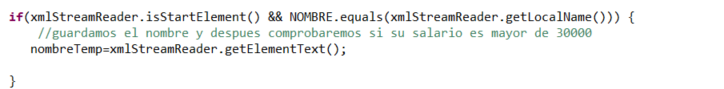 if(xmlStreamReader.isStartElement() && NOMBRE.equals(xmlStreamReader.getLocalName())) {
//guardamos el nombre y despues comprobaremos si su salario es mayor de 30000
nombreTemp=xmlStreamReader.getElementText();
}